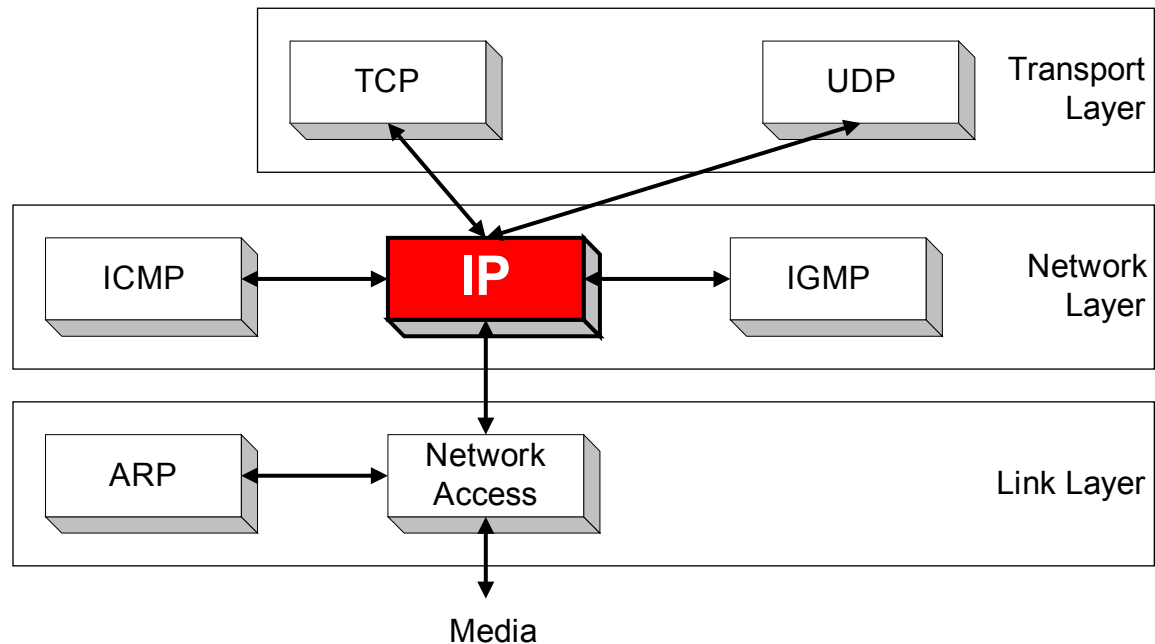 TCP
UDP
Transport
Layer
ICMP
IP
IGMP
Network
Layer
ARP
Network
Access
Link Layer
Media